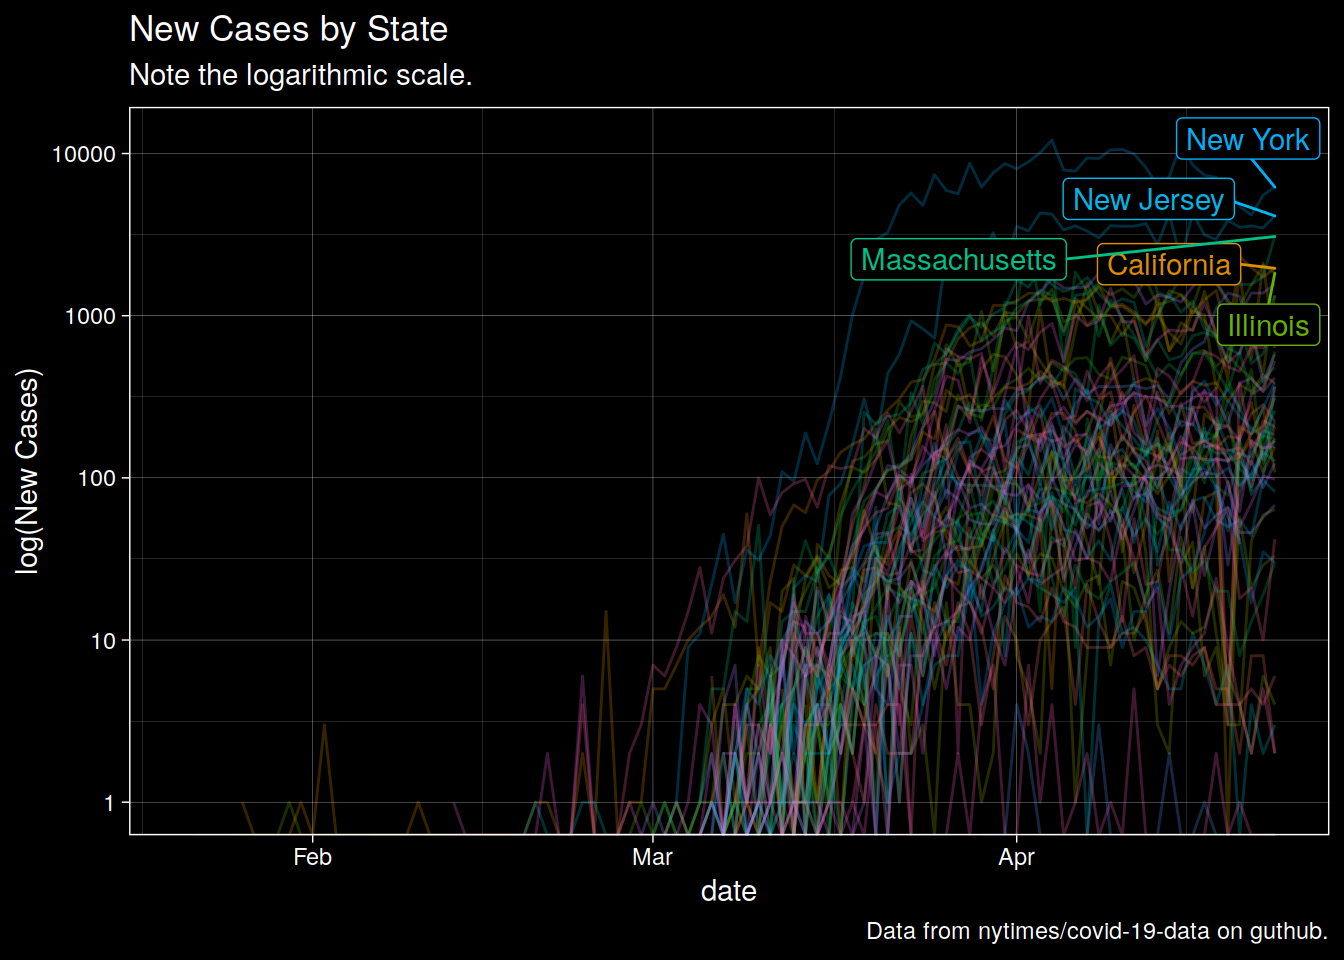 New Cases by State
Note the logarithmic scale.
10000
1000
100
10
1
log(New Cases)
New York
New Jersey
Massachusetts
California
Illinois
Feb
Mar
Apr
date
Data from nytimes/covid-19-data on guthub.